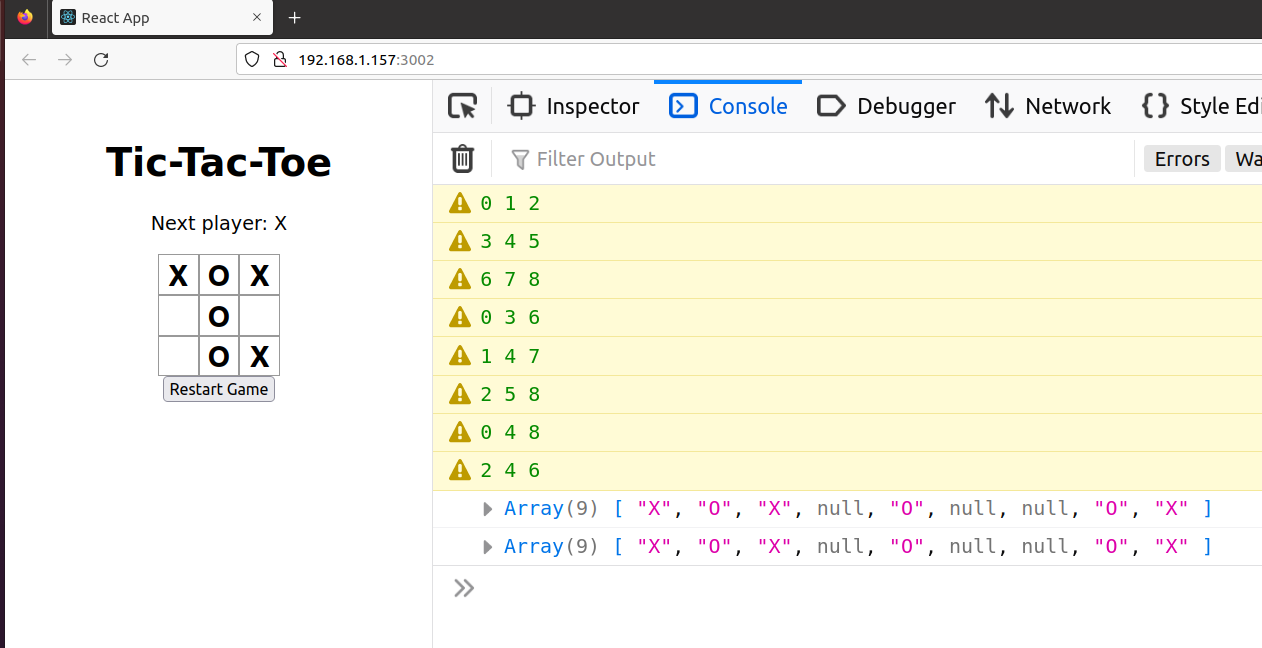 React App
192.168.1.157:3002
Tic-Tac-Toe
Next player: X
X O X
O
O X
Restart Game
Inspector Console Debugger Network Style Edi
Filter Output Errors Wa
0 1 2
3 4 5
6 7 8
0 3 6
1 4 7
2 5 8
0 4 8
2 4 6
Array(9) [ "X", "O", "X", null, "O", null, null, "O", "X" ]
Array(9) [ "X", "O", "X", null, "O", null, null, "O", "X" ]